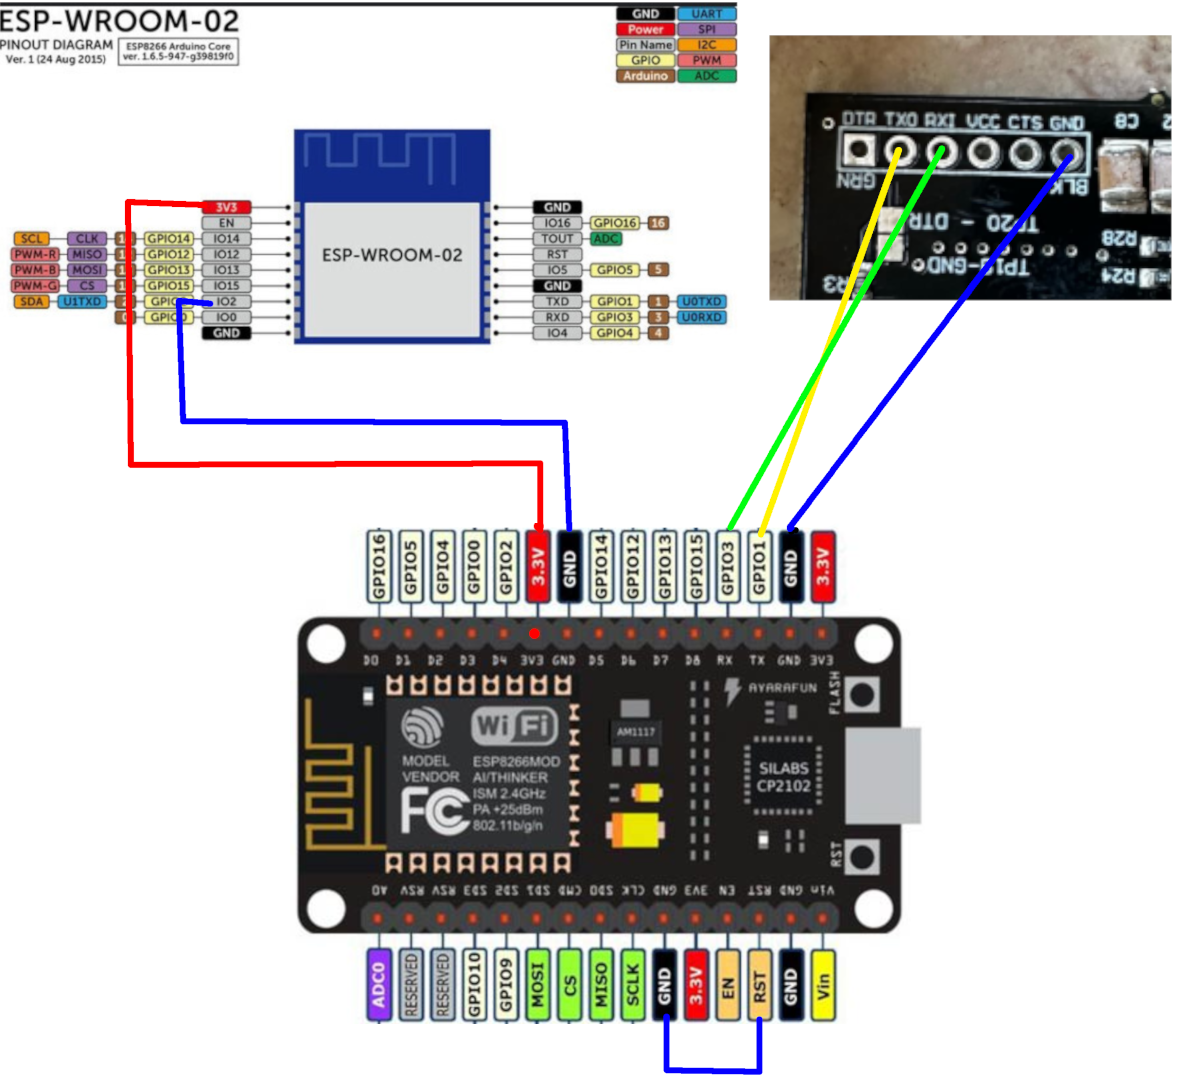 ESP-WROOM-02
PINOUT DIAGRAM
Ver. 1 (24 Aug 2015)
ESP8266 Arduino Core
ver. 1.6.5-947-g39819f0
GND UART
Power SPI
Pin Name I2C
GPIO PWM
Arduino ADC
DTR TXO RXI VCC CTS GND
GRN BLK
C8
2
TP20 - DTR
TP19-GND
R28
R24
3V3
EN
SCL CLK 1 GPIO14 IO14
PWM-R MISO 1 GPIO12 IO12
PWM-B MOSI 1 GPIO13 IO13
PWM-G CS 1 GPIO15 IO15
SDA U1TXD GPIO IO2
GPIO0 IO0
GND
ESP-WROOM-02
GND
IO16 GPIO16 16
TOUT ADC
RST
IO5 GPIO5 5
GND
TXD GPIO1 1 U0TXD
RXD GPIO3 3 U0RXD
IO4 GPIO4 4
GPIO16 GPIO5 GPIO4 GPIO0 GPIO2 3.3V GND GPIO14 GPIO12 GPIO13 GPIO15 GPIO3 GPIO1 GND 3.3V
D0 D1 D2 D3 D4 3V3 GND D5 D6 D7 D8 RX TX GND 3V3
AYARAFUN
FLASH
WiFi
MODEL ESP8266MOD
VENDOR AI/THINKER
ISM 2.4GHz
PA +25dBm
802.11b/g/n
FC
AM1117
SILABS
CP2102
RST
A0 RSV RSV SD3 SD2 SD1 CMD SD0 CLK GND 3V3 EN RST GND Vin
ADC0 RESERVED RESERVED GPIO10 GPIO9 MOSI CS MISO SCLK GND 3.3V EN RST GND Vin